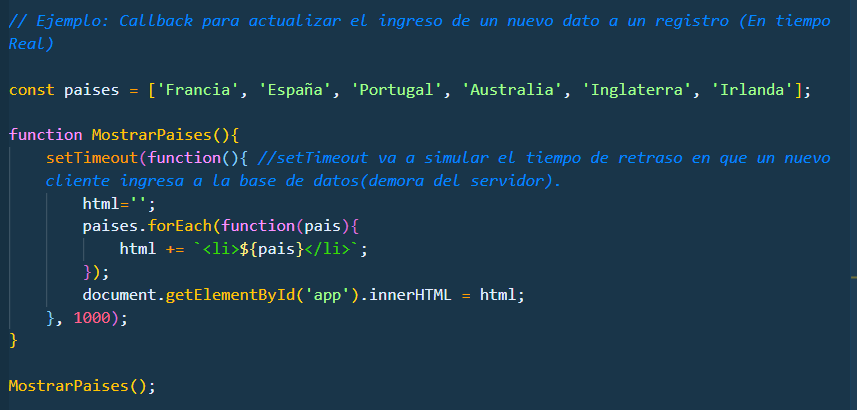 // Ejemplo: Callback para actualizar el ingreso de un nuevo dato a un registro (En tiempo
Real)
const paises = ['Francia', 'España', 'Portugal', 'Australia', 'Inglaterra', 'Irlanda'];
function MostrarPaises(){
setTimeout(function(){ //setTimeout va a simular el tiempo de retraso en que un nuevo
cliente ingresa a la base de datos(demora del servidor).
html='';
paises.forEach(function(pais){
html += `<li>${pais}</li>`;
});
document.getElementById('app').innerHTML = html;
}, 1000);
}
MostrarPaises();